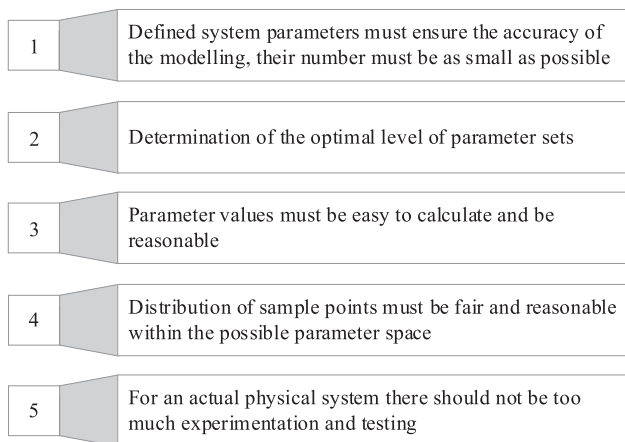 1
Defined system parameters must ensure the accuracy of
the modelling, their number must be as small as possible
2
Determination of the optimal level of parameter sets
3
Parameter values must be easy to calculate and be
reasonable
4
Distribution of sample points must be fair and reasonable
within the possible parameter space
5
For an actual physical system there should not be too
much experimentation and testing